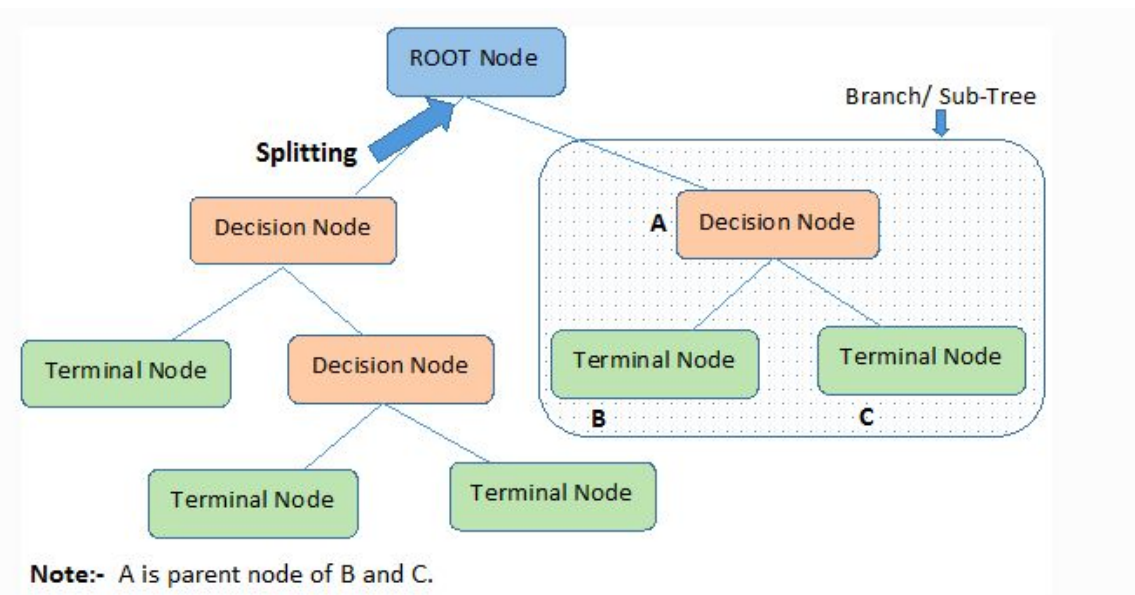 ROOT Node
Branch/ Sub-Tree
Splitting
Decision Node
A
Decision Node
Terminal Node
Decision Node
Terminal Node
Terminal Node
B
C
Terminal Node
Terminal Node
Note:- A is parent node of B and C.